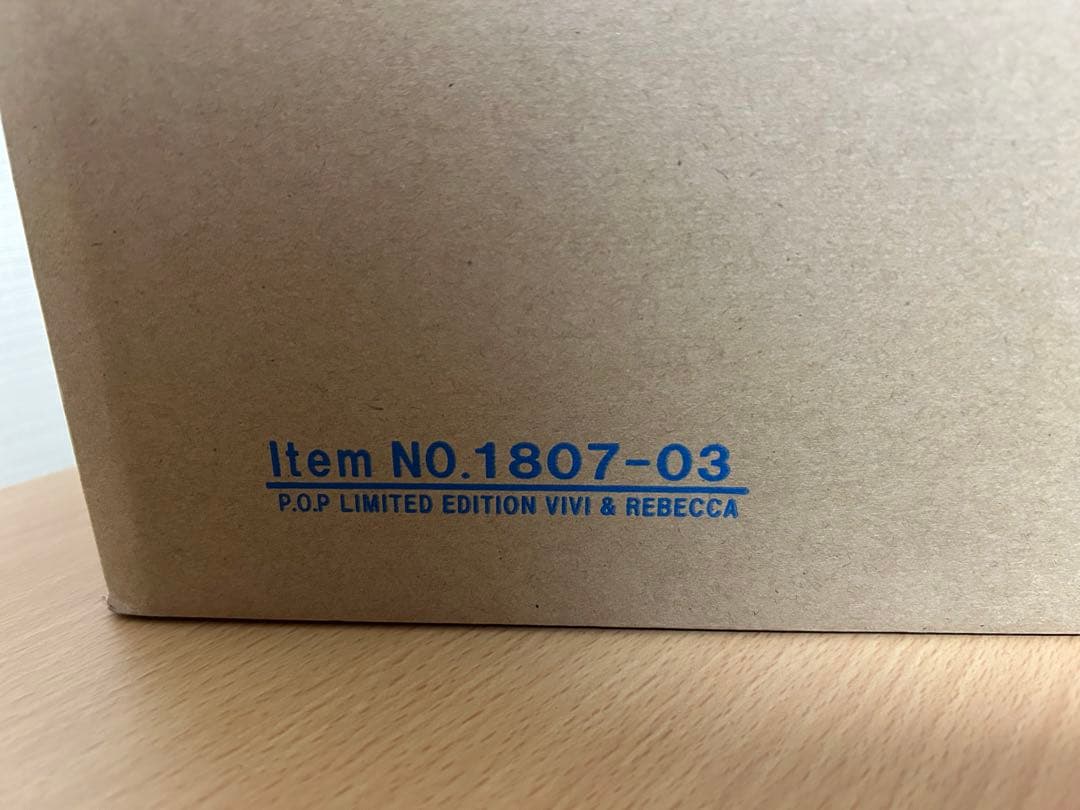 Item NO.1807-03
P.O.P LIMITED EDITION VIVI & REBECCA